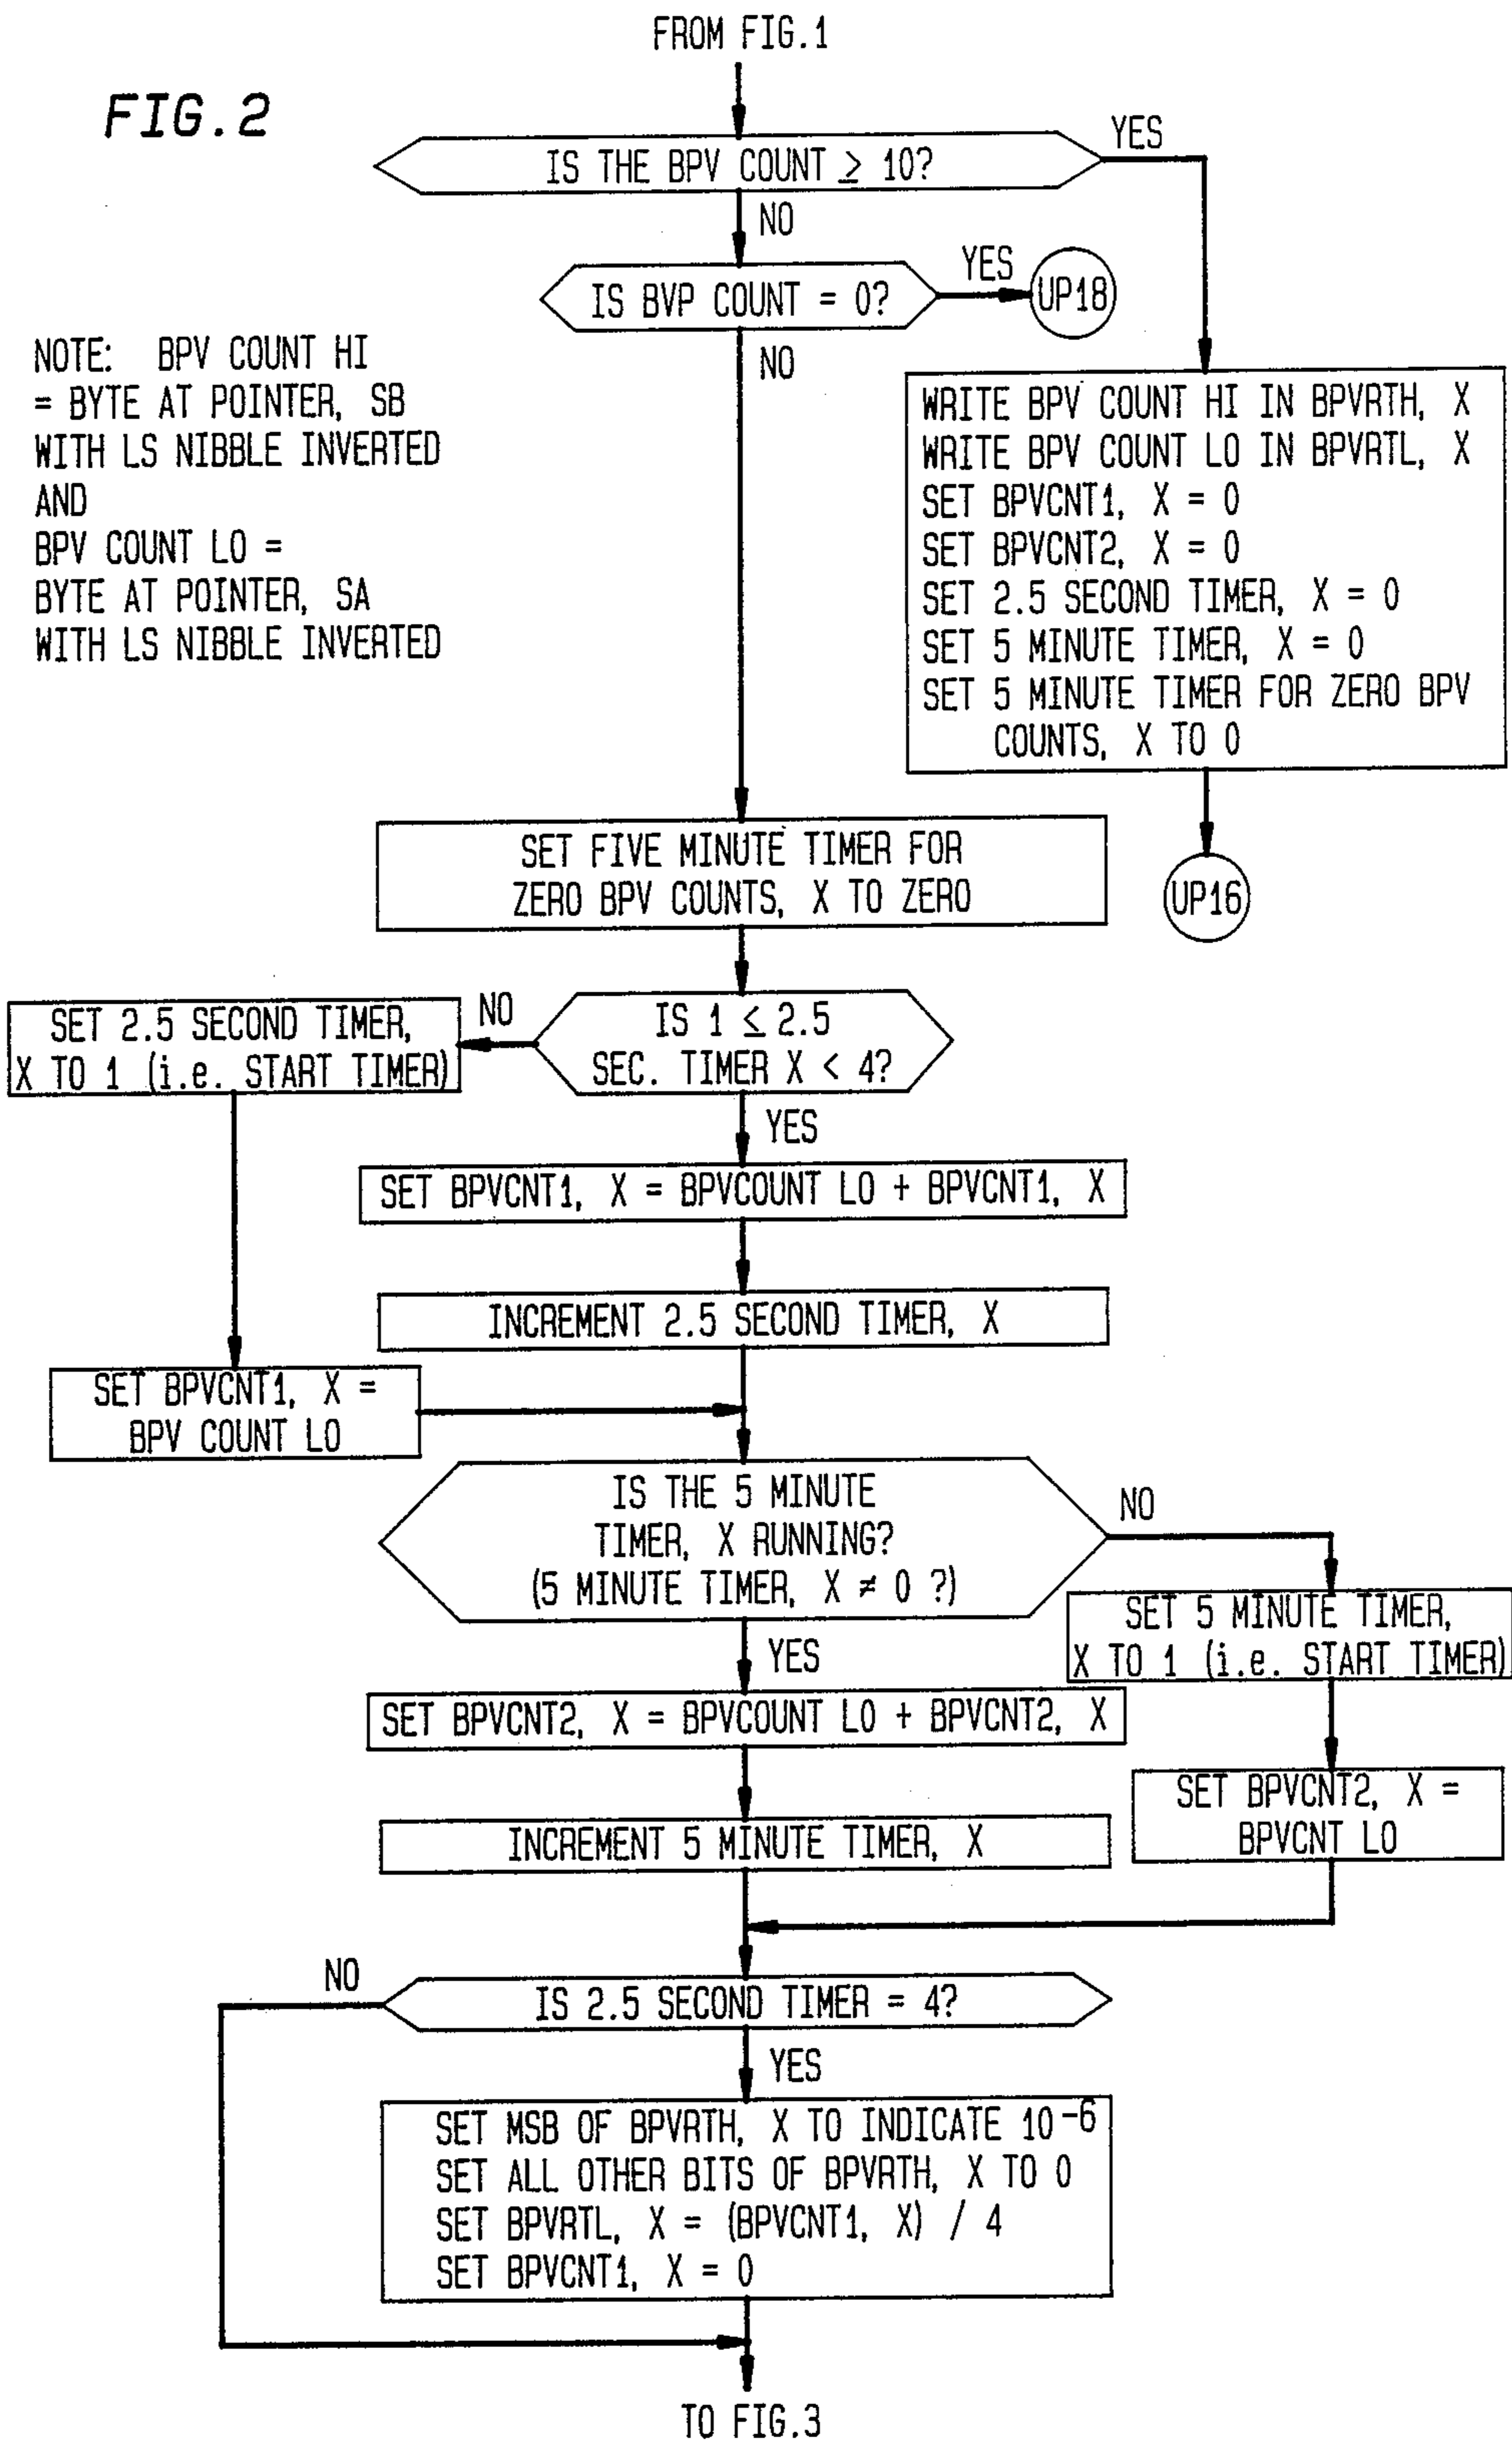 FROM FIG.1
FIG.2
IS THE BPV COUNT ≥ 10?
YES
NO
IS BVP COUNT = 0?
YES
UP18
NO
NOTE: BPV COUNT HI
= BYTE AT POINTER, SB
WITH LS NIBBLE INVERTED
AND
BPV COUNT LO =
BYTE AT POINTER, SA
WITH LS NIBBLE INVERTED
WRITE BPV COUNT HI IN BPVRTH, X
WRITE BPV COUNT LO IN BPVRTL, X
SET BPVCNT1, X = 0
SET BPVCNT2, X = 0
SET 2.5 SECOND TIMER, X = 0
SET 5 MINUTE TIMER, X = 0
SET 5 MINUTE TIMER FOR ZERO BPV
COUNTS, X TO 0
UP16
SET FIVE MINUTE TIMER FOR
ZERO BPV COUNTS, X TO ZERO
IS 1 ≤ 2.5
SEC. TIMER X < 4?
NO
SET 2.5 SECOND TIMER,
X TO 1 (i.e. START TIMER)
YES
SET BPVCNT1, X = BPVCOUNT LO + BPVCNT1, X
INCREMENT 2.5 SECOND TIMER, X
SET BPVCNT1, X =
BPV COUNT LO
IS THE 5 MINUTE
TIMER, X RUNNING?
(5 MINUTE TIMER, X ≠ 0 ?)
NO
SET 5 MINUTE TIMER,
X TO 1 (i.e. START TIMER)
YES
SET BPVCNT2, X = BPVCOUNT LO + BPVCNT2, X
SET BPVCNT2, X =
BPVCNT LO
INCREMENT 5 MINUTE TIMER, X
NO
IS 2.5 SECOND TIMER = 4?
YES
SET MSB OF BPVRTH, X TO INDICATE 10⁻⁶
SET ALL OTHER BITS OF BPVRTH, X TO 0
SET BPVRTL, X = (BPVCNT1, X) / 4
SET BPVCNT1, X = 0
TO FIG.3